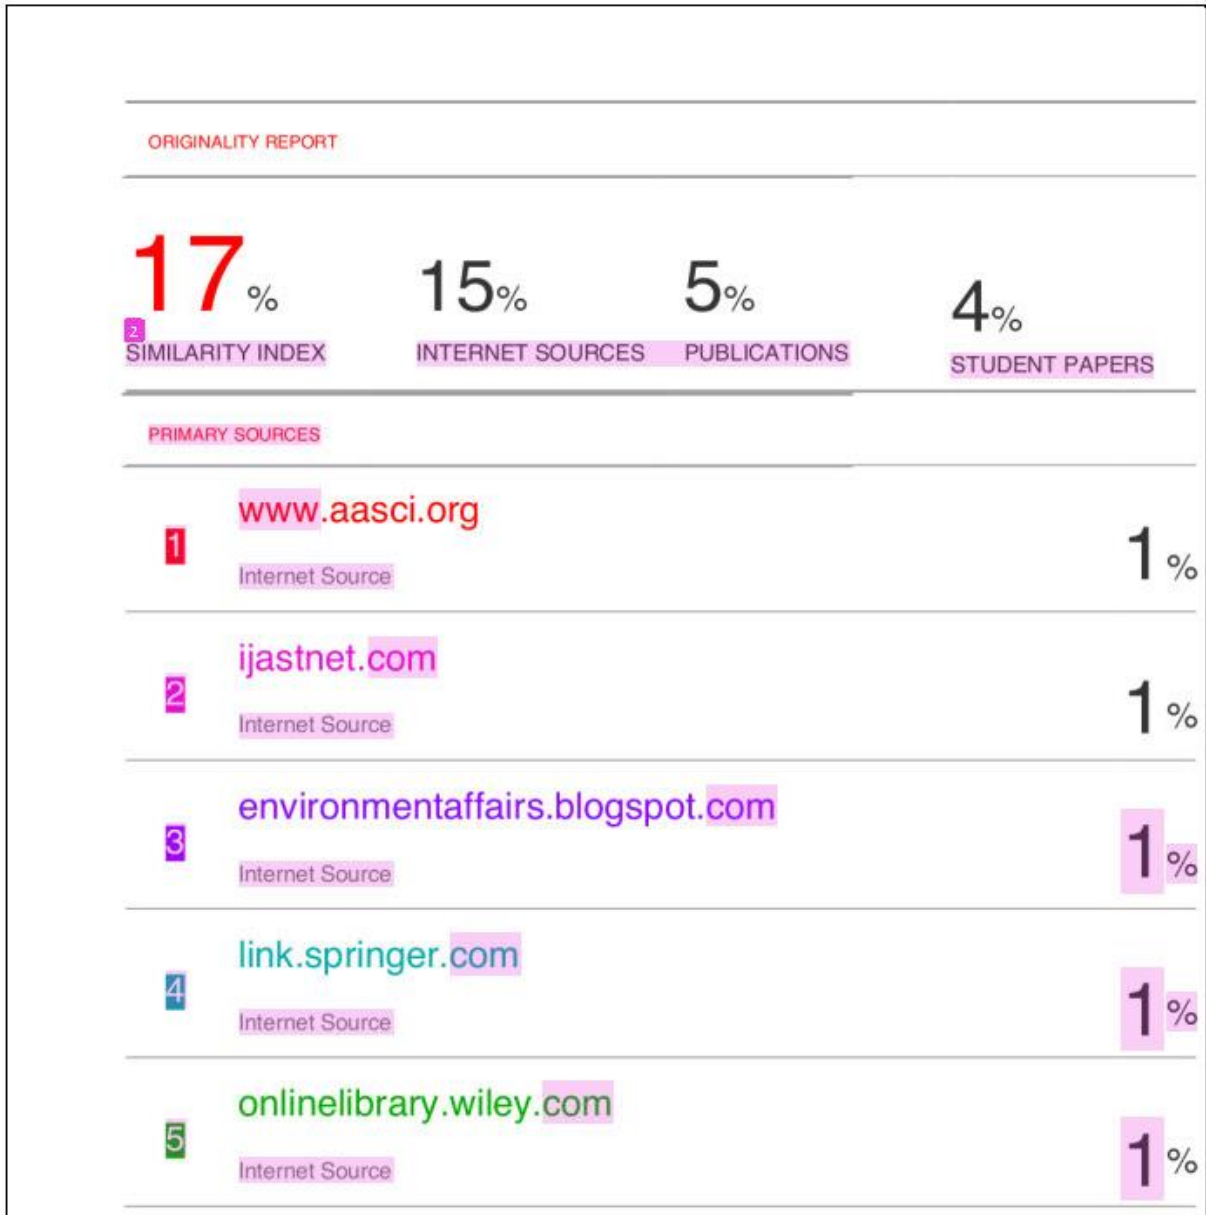 ORIGINALITY REPORT
17% 15% 5% 4%
2
SIMILARITY INDEX INTERNET SOURCES PUBLICATIONS STUDENT PAPERS
PRIMARY SOURCES
1 www.aasci.org 1%
Internet Source
2 ijastnet.com 1%
Internet Source
3 environmentaffairs.blogspot.com 1%
Internet Source
4 link.springer.com 1%
Internet Source
5 onlinelibrary.wiley.com 1%
Internet Source